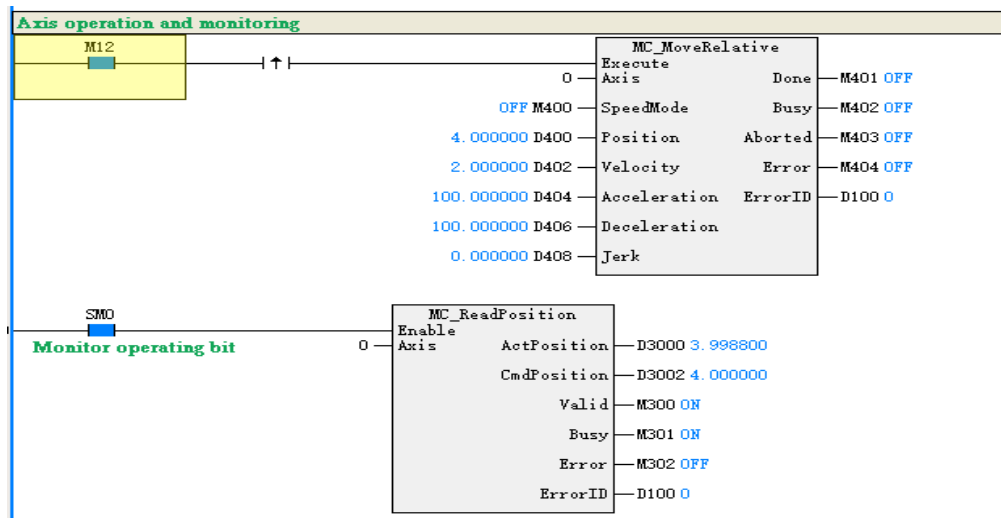 Axis operation and monitoring
M12
MC_MoveRelative
Execute
0 Axis Done M401 OFF
OFF M400 SpeedMode Busy M402 OFF
4.000000 D400 Position Aborted M403 OFF
2.000000 D402 Velocity Error M404 OFF
100.000000 D404 Acceleration ErrorID D100 0
100.000000 D406 Deceleration
0.000000 D408 Jerk
SM0
MC_ReadPosition
Enable
Monitor operating bit
0 Axis ActPosition D3000 3.998800
CmdPosition D3002 4.000000
Valid M300 ON
Busy M301 ON
Error M302 OFF
ErrorID D100 0